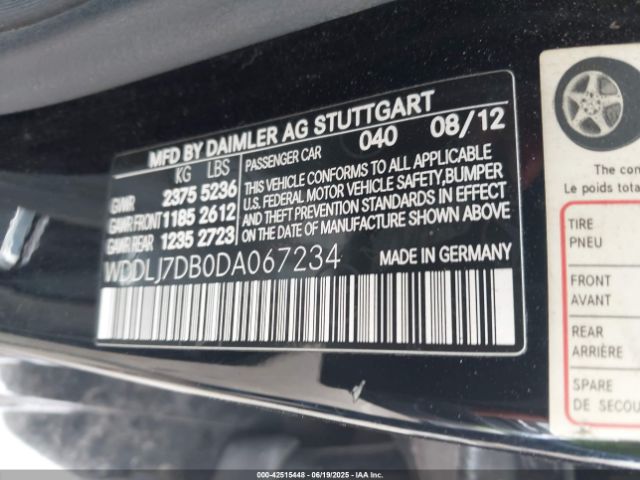 MFD BY DAIMLER AG STUTTGART
KG LBS PASSENGER CAR 040 08/12
GVWR 2375 5236
GAWR FRONT 1185 2612
GAWR REAR 1235 2723
THIS VEHICLE CONFORMS TO ALL APPLICABLE
U.S. FEDERAL MOTOR VEHICLE SAFETY, BUMPER
AND THEFT PREVENTION STANDARDS IN EFFECT
ON THE DATE OF MANUFACTURE SHOWN ABOVE
WDDLJ7DB0DA067234
The con
Le poids tota
TIRE
PNEU
FRONT
AVANT
REAR
ARRIÈRE
SPARE
DE SECOU
000-42515448 - 06/19/2025 - IAA Inc.